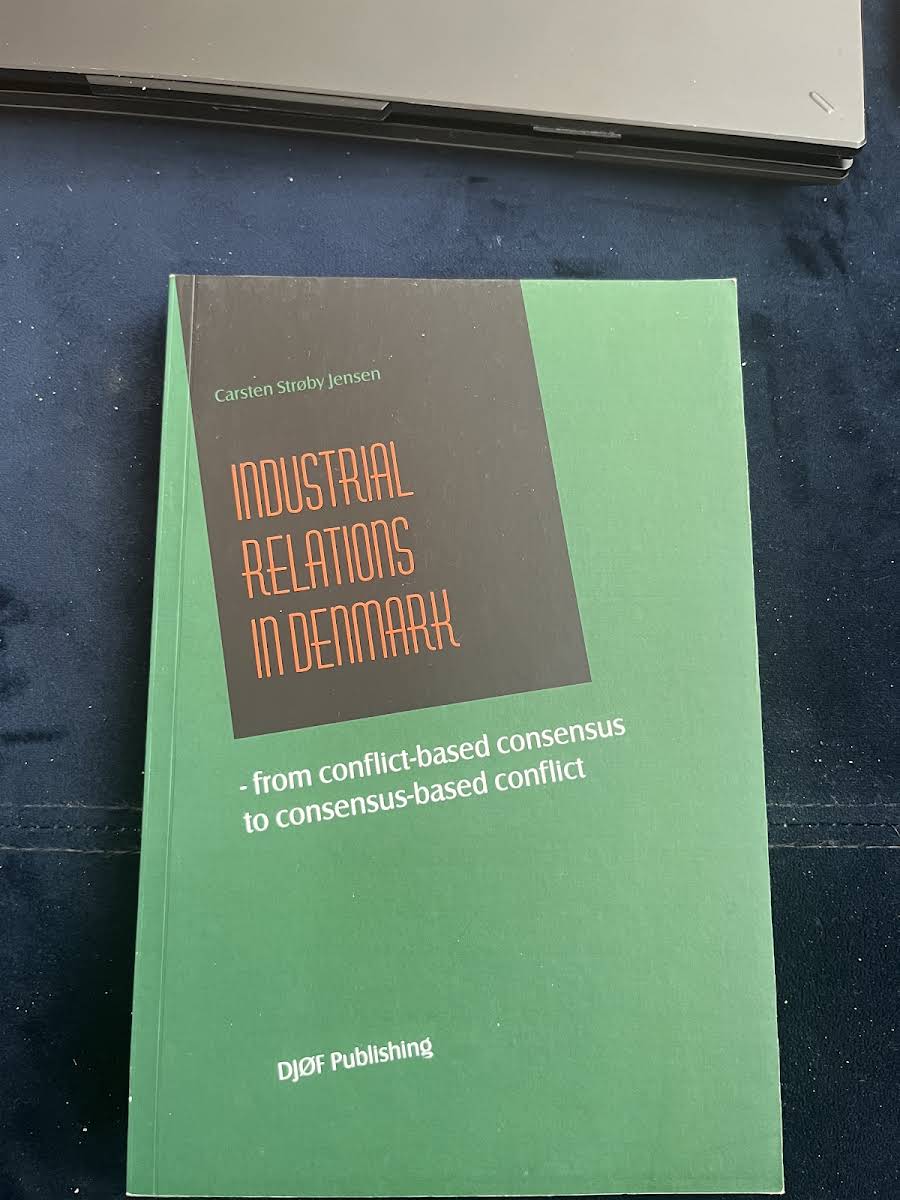 Carsten Strøby Jensen
INDUSTRIAL
RELATIONS
IN DENMARK
- from conflict-based consensus
to consensus-based conflict
DJØF Publishing